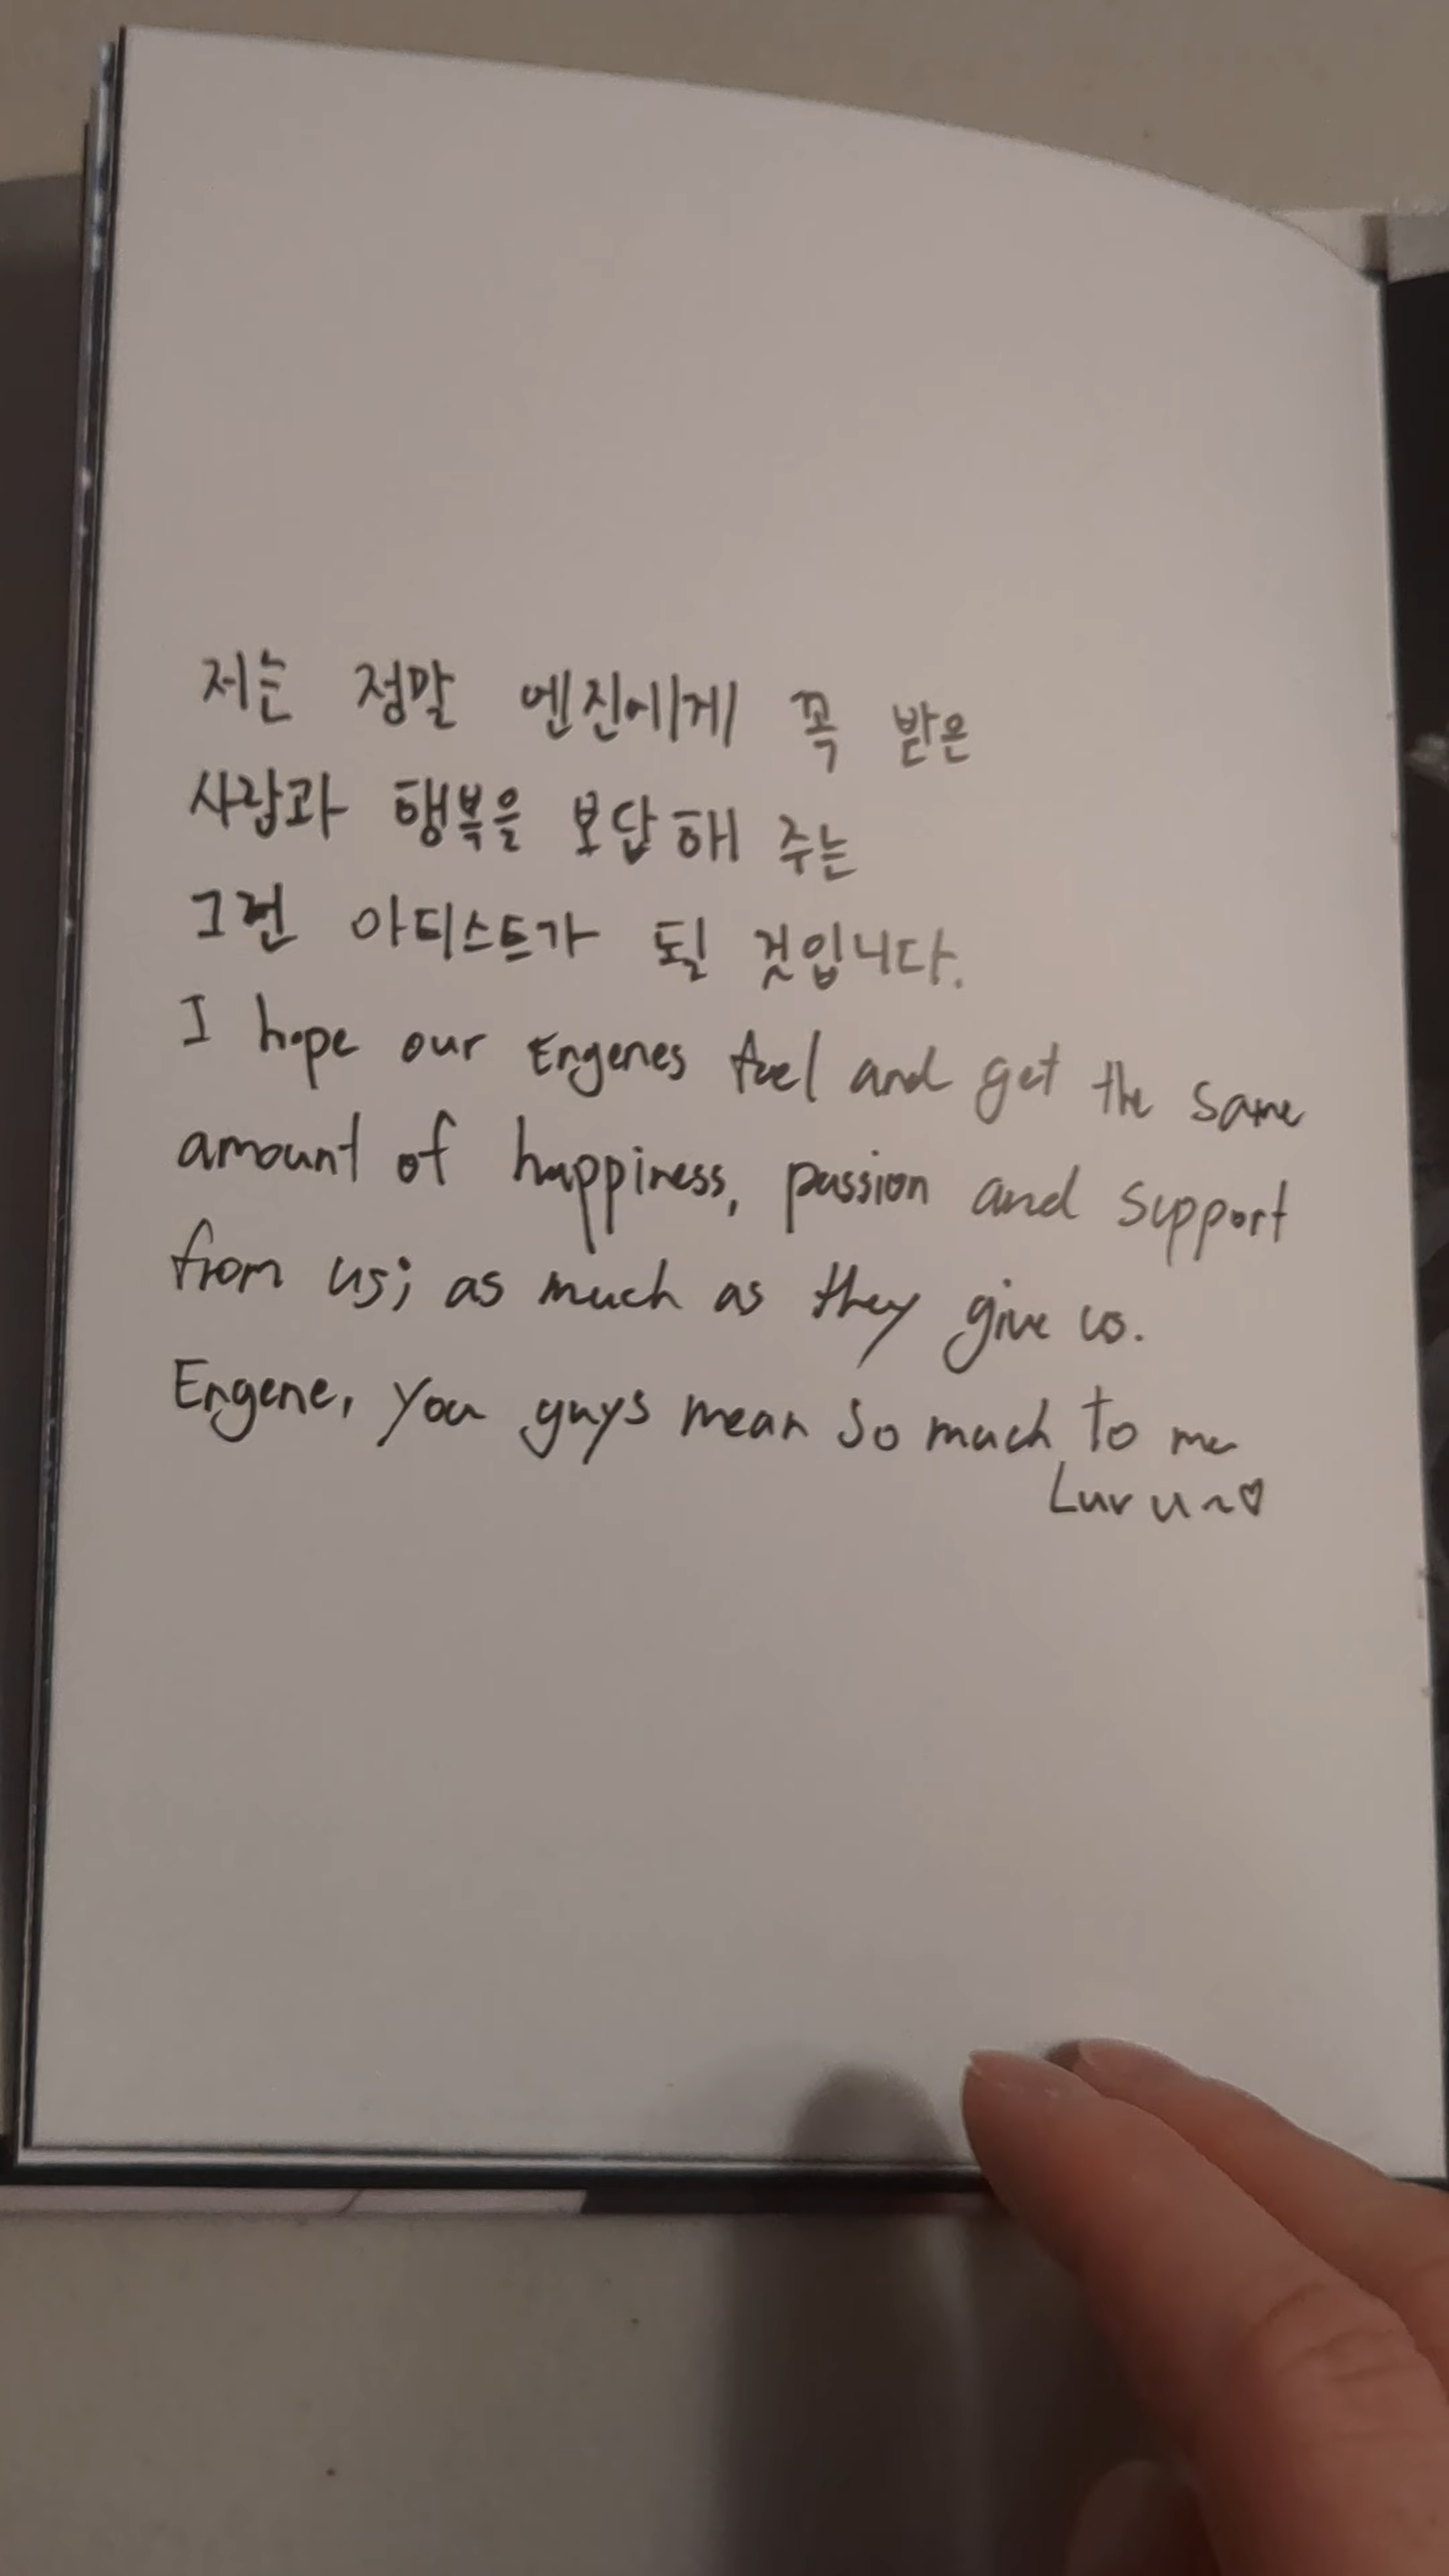 저는 정말 엔진에게 꼭 받은
사랑과 행복을 보답해 주는
그런 아티스트가 될 것입니다.
I hope our Engenes feel and get the same
amount of happiness, passion and support
from us; as much as they give us.
Engene, you guys mean so much to me
Luv u~♡